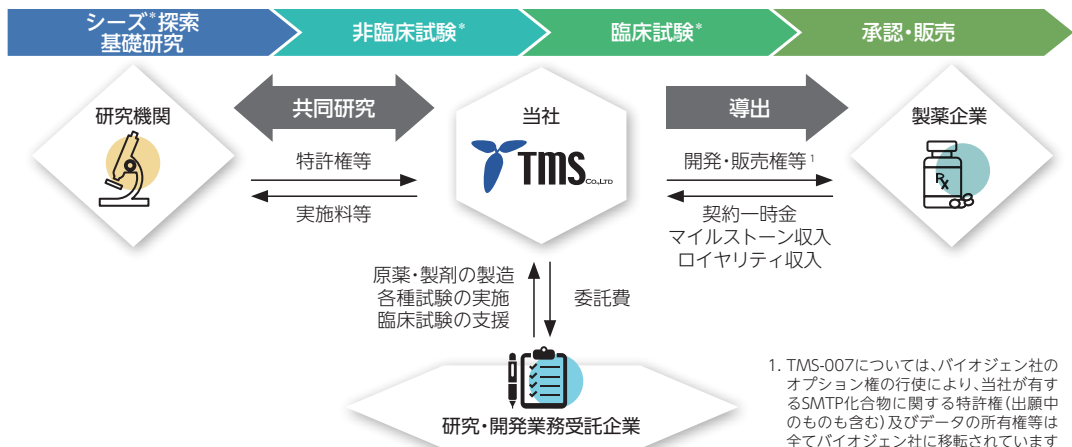 シーズ*探索
基礎研究
非臨床試験*
臨床試験*
承認・販売
研究機関
共同研究
当社
TMS Co.,LTD
導出
製薬企業
Rx
特許権等
実施料等
開発・販売権等1
契約一時金
マイルストーン収入
ロイヤリティ収入
原薬・製剤の製造
各種試験の実施
臨床試験の支援
委託費
研究・開発業務受託企業
1. TMS-007については、バイオジェン社の
オプション権の行使により、当社が有す
るSMTP化合物に関する特許権(出願中
のものも含む)及びデータの所有権等は
全てバイオジェン社に移転されています